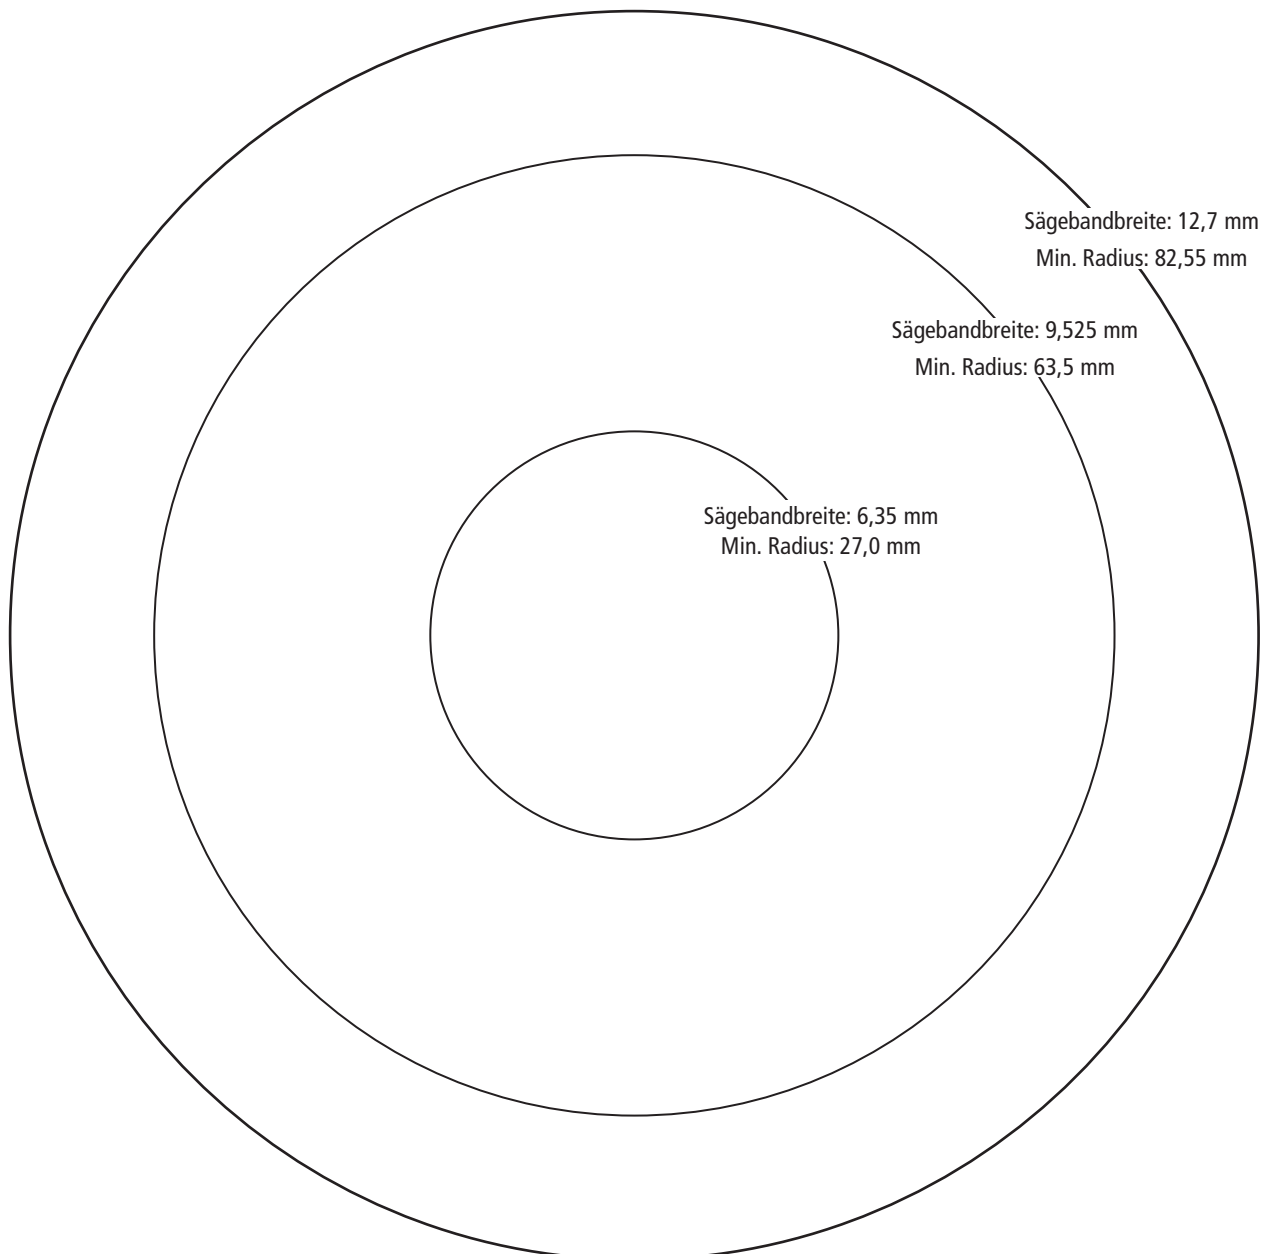 Sägebandbreite: 12,7 mm
Min. Radius: 82,55 mm
Sägebandbreite: 9,525 mm
Min. Radius: 63,5 mm
Sägebandbreite: 6,35 mm
Min. Radius: 27,0 mm